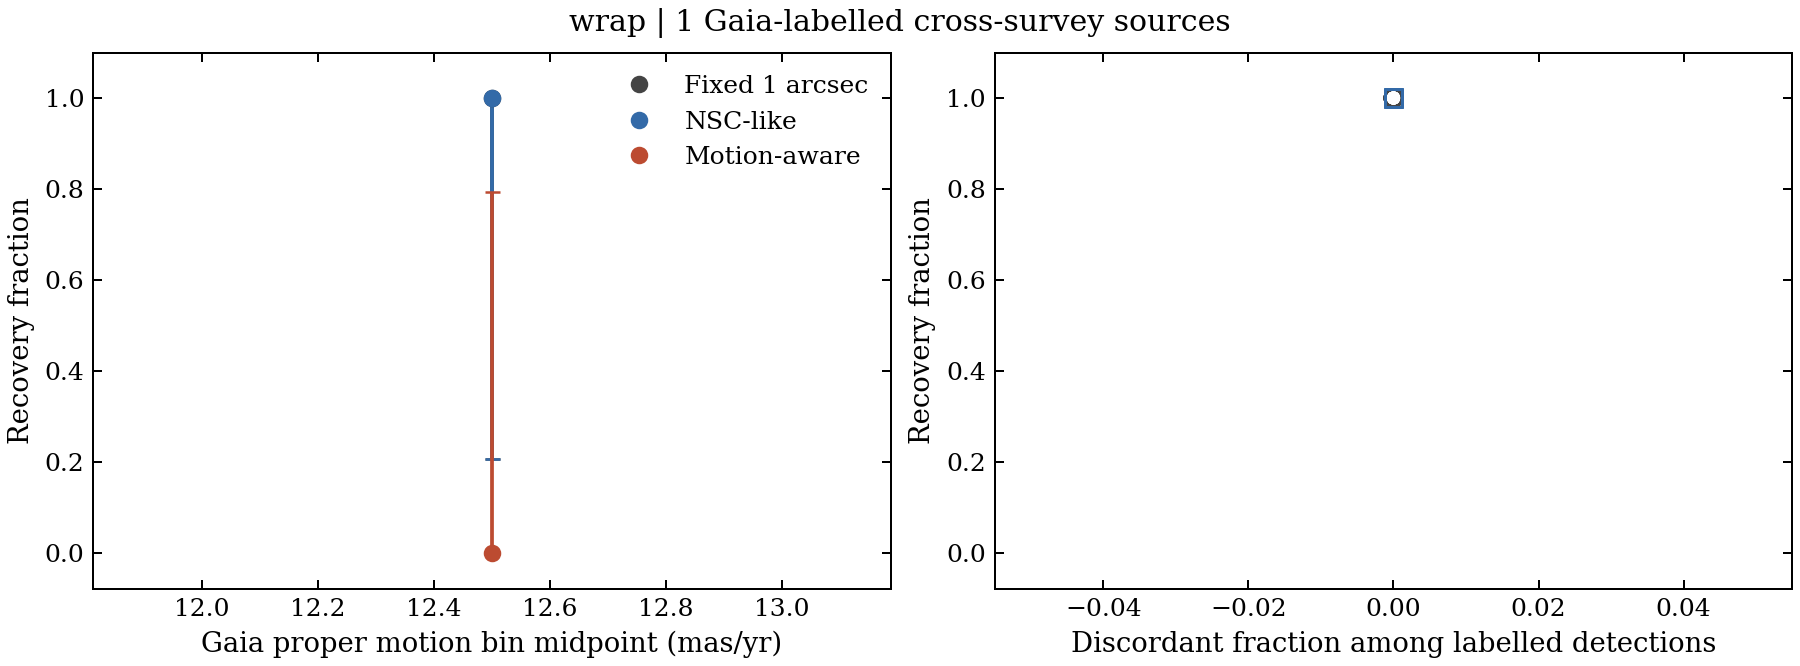 wrap | 1 Gaia-labelled cross-survey sources
Recovery fraction
1.0
0.8
0.6
0.4
0.2
0.0
Fixed 1 arcsec
NSC-like
Motion-aware
12.0 12.2 12.4 12.6 12.8 13.0
Gaia proper motion bin midpoint (mas/yr)
Recovery fraction
1.0
0.8
0.6
0.4
0.2
0.0
−0.04 −0.02 0.00 0.02 0.04
Discordant fraction among labelled detections